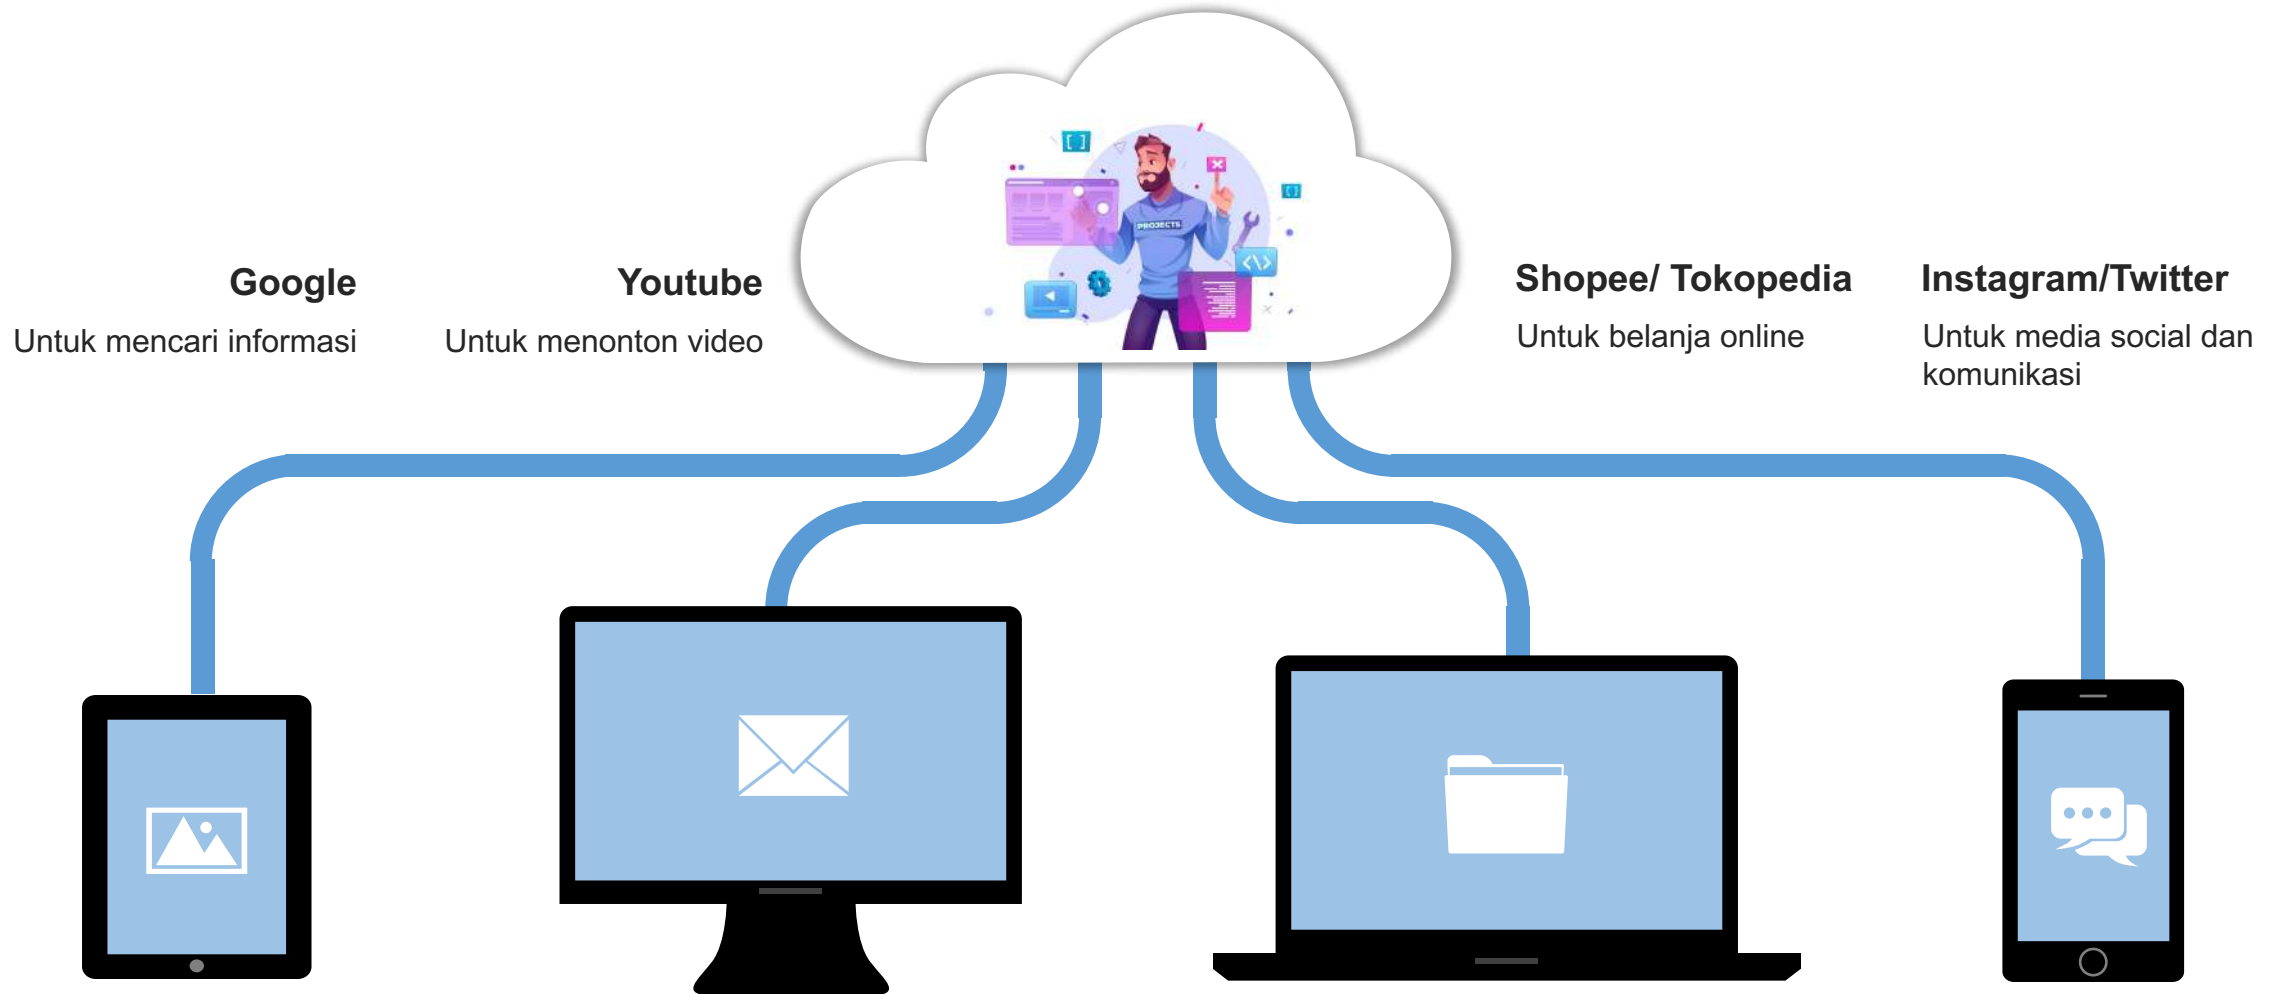 PROJECTS
Google
Untuk mencari informasi
Youtube
Untuk menonton video
Shopee/ Tokopedia
Untuk belanja online
Instagram/Twitter
Untuk media social dan
komunikasi